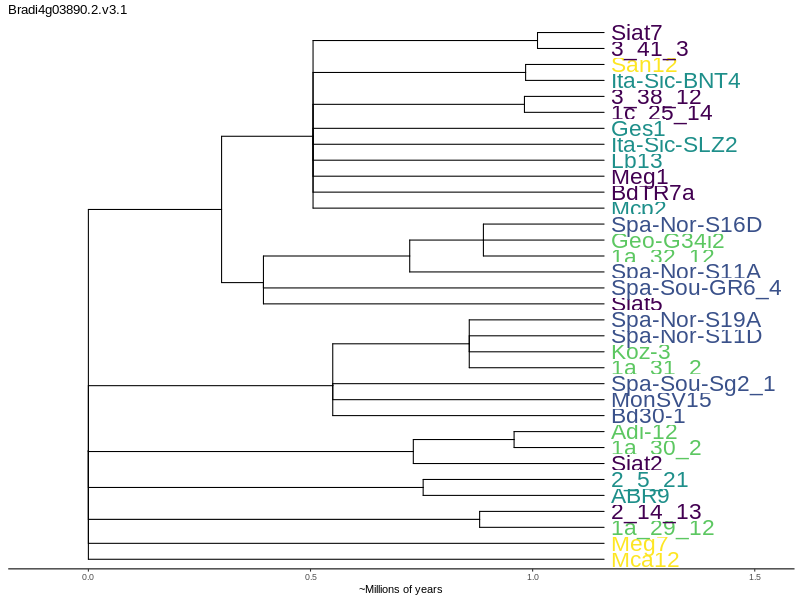 Bradi4g03890.2.v3.1
Siat7
3_41_3
San12
Ita-Sic-BNT4
3_38_12
1c_25_14
Ges1
Ita-Sic-SLZ2
Lb13
Meg1
BdTR7a
Mcp2
Spa-Nor-S16D
Geo-G34i2
1a_32_12
Spa-Nor-S11A
Spa-Sou-GR6_4
Siat5
Spa-Nor-S19A
Spa-Nor-S11D
Koz-3
1a_31_2
Spa-Sou-Sg2_1
MonSV15
Bd30-1
Adi-12
1a_30_2
Siat2
2_5_21
ABR9
2_14_13
1a_29_12
Meg7
Mca12
0.0 0.5 1.0 1.5
~Millions of years